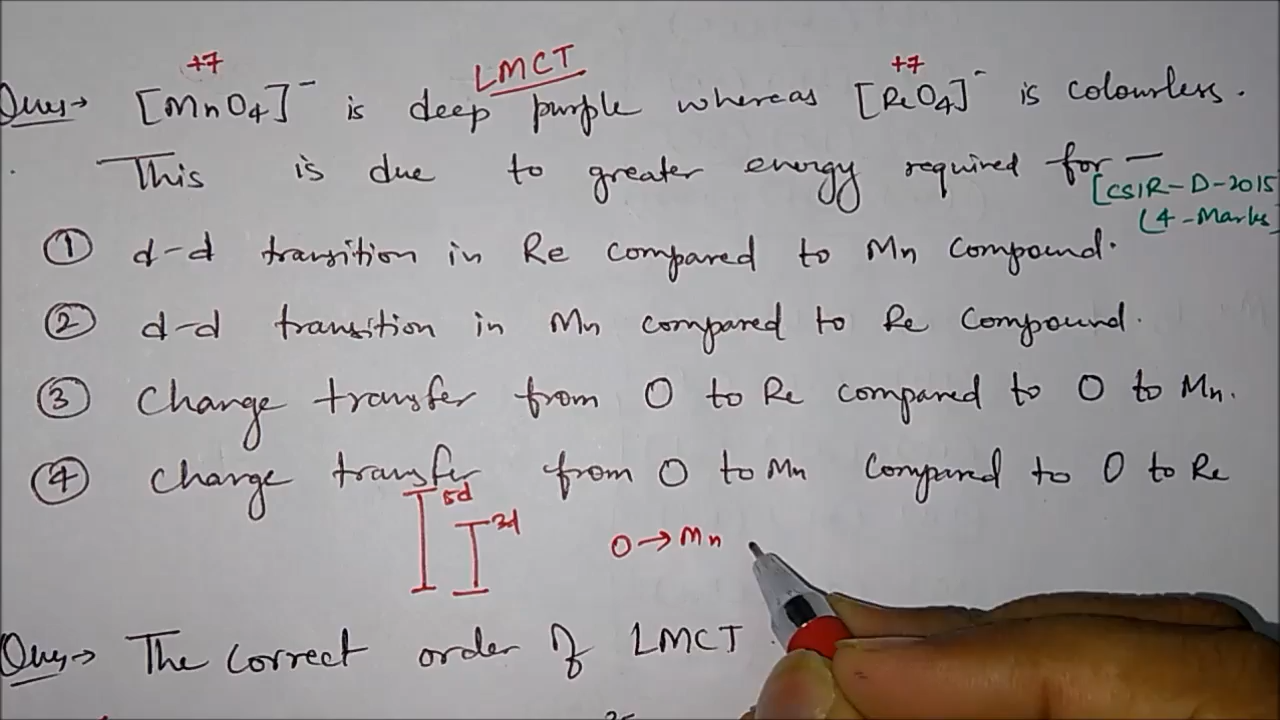 +7 LMCT +7
Ques→ [MnO4]⁻ is deep purple whereas [ReO4]⁻ is colourless.
This is due to greater energy required for —
[CSIR-D-2015]
(4-Marks)
① d-d transition in Re compared to Mn compound.
② d-d transition in Mn compared to Re compound.
③ Change transfer from O to Re compared to O to Mn.
④ Change transfer from O to Mn compared to O to Re
5d
3d
O→Mn
Ques→ The correct order of LMCT